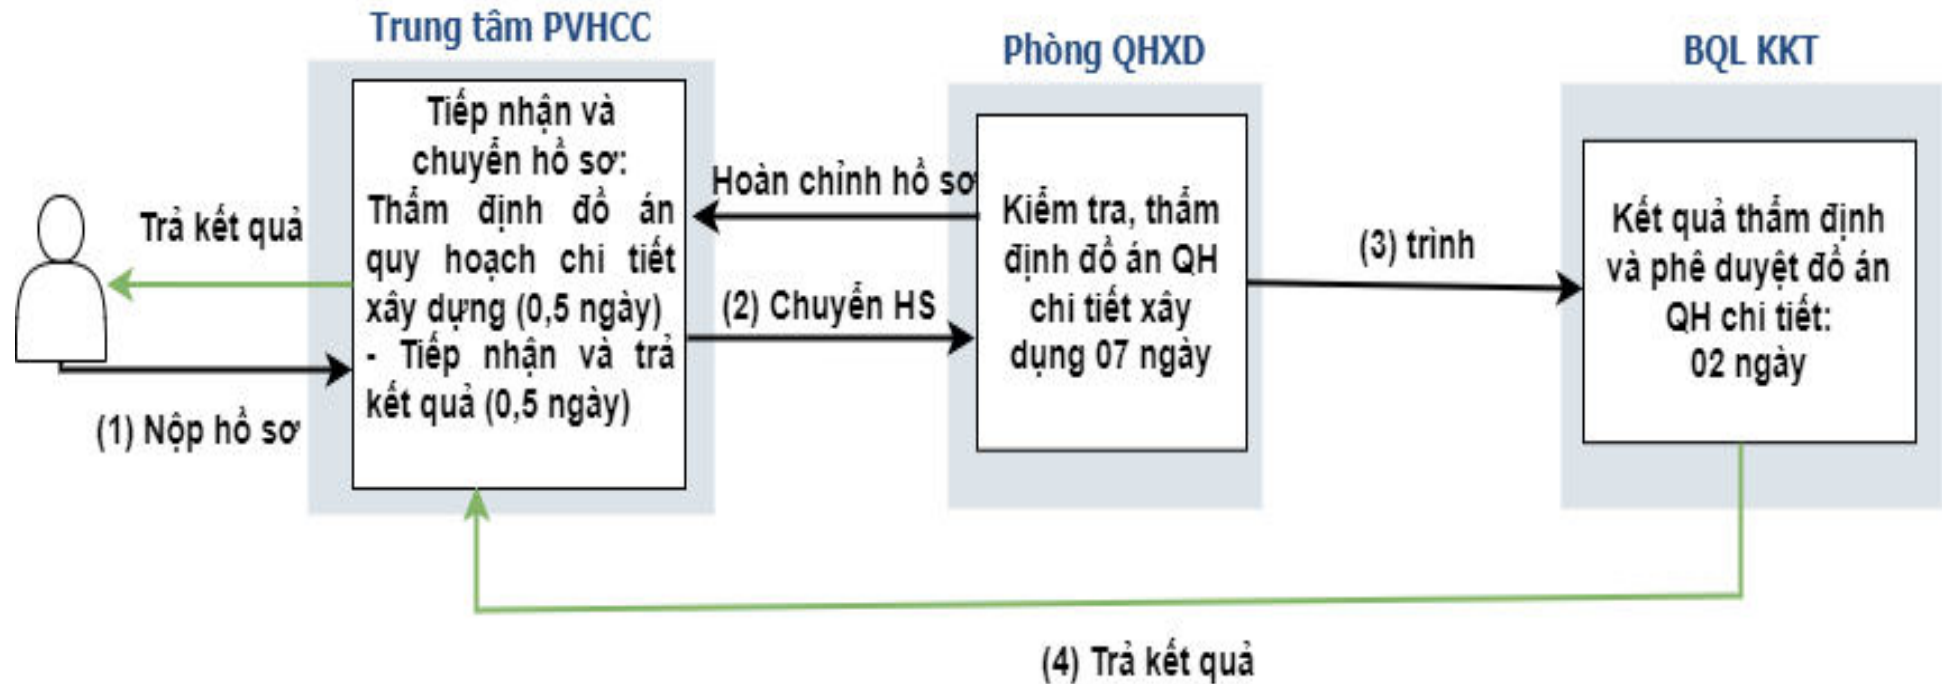 Trung tâm PVHCC
Phòng QHXD
BQL KKT
Tiếp nhận và
chuyển hồ sơ:
Thẩm định đồ án
quy hoạch chi tiết
xây dựng (0,5 ngày)
- Tiếp nhận và trả
kết quả (0,5 ngày)
Trả kết quả
(1) Nộp hồ sơ
Hoàn chỉnh hồ sơ
(2) Chuyển HS
Kiểm tra, thẩm
định đồ án QH
chi tiết xây
dụng 07 ngày
(3) trình
Kết quả thẩm định
và phê duyệt đồ án
QH chi tiết:
02 ngày
(4) Trả kết quả